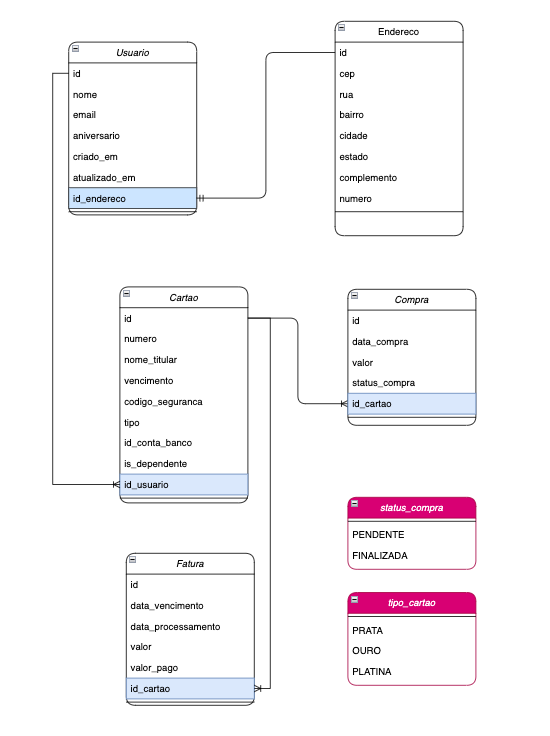 Usuario
id
nome
email
aniversario
criado_em
atualizado_em
id_endereco
Endereco
id
cep
rua
bairro
cidade
estado
complemento
numero
Cartao
id
numero
nome_titular
vencimento
codigo_seguranca
tipo
id_conta_banco
is_dependente
id_usuario
Compra
id
data_compra
valor
status_compra
id_cartao
Fatura
id
data_vencimento
data_processamento
valor
valor_pago
id_cartao
status_compra
PENDENTE
FINALIZADA
tipo_cartao
PRATA
OURO
PLATINA